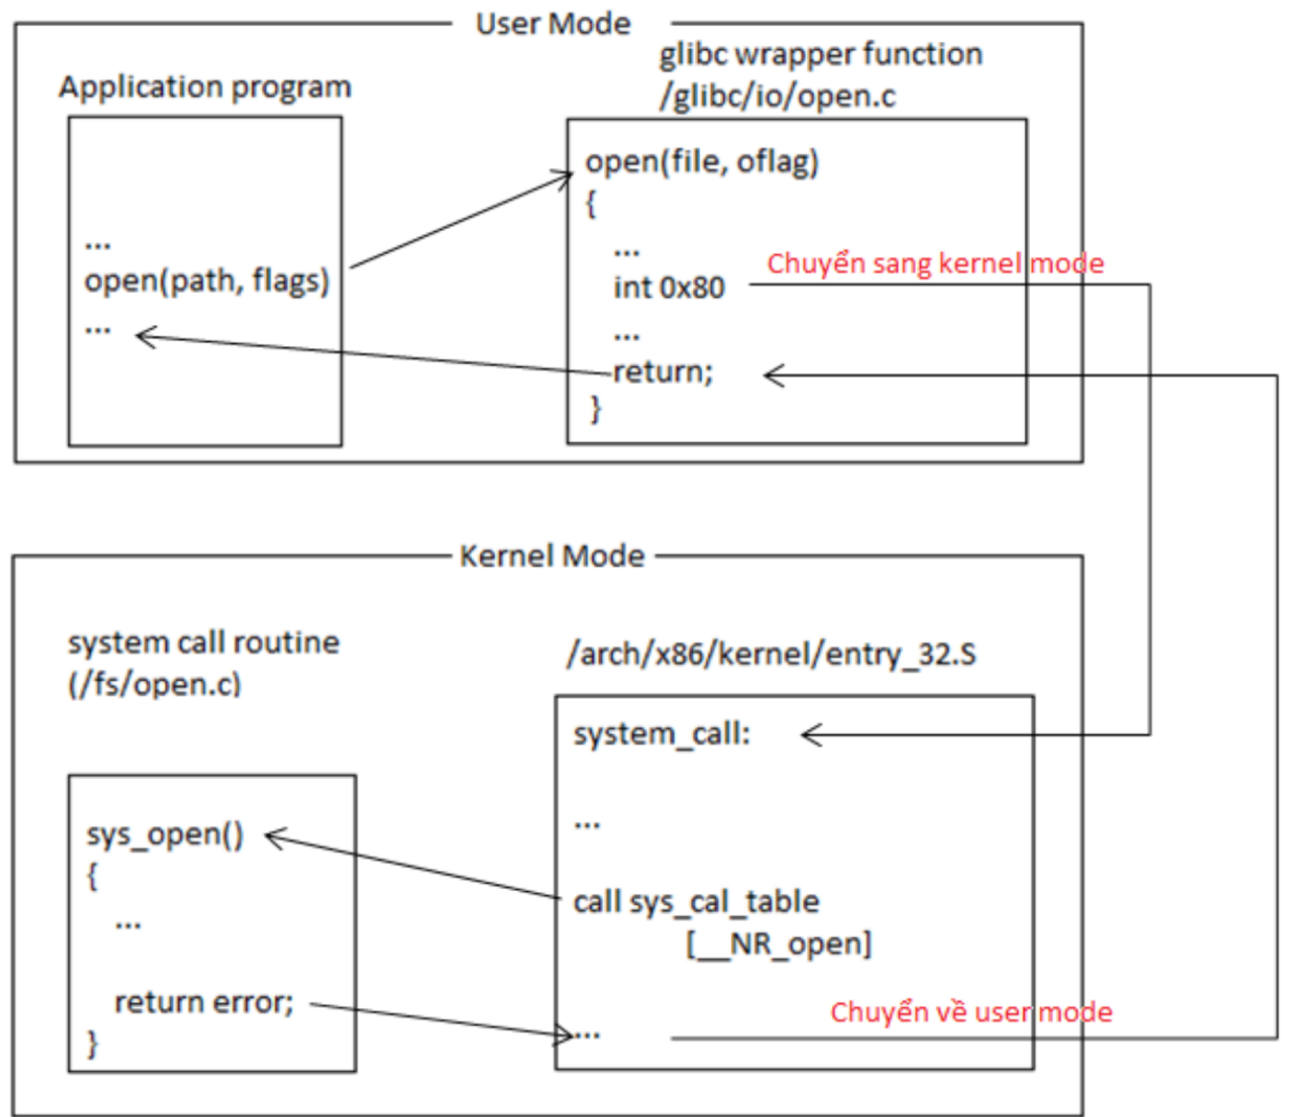 User Mode
Application program
...
open(path, flags)
...
glibc wrapper function
/glibc/io/open.c
open(file, oflag)
{
...
int 0x80
Chuyển sang kernel mode
...
return;
}
Kernel Mode
system call routine
(/fs/open.c)
sys_open()
{
...
return error;
}
/arch/x86/kernel/entry_32.S
system_call:
...
call sys_cal_table
[__NR_open]
Chuyển về user mode
...